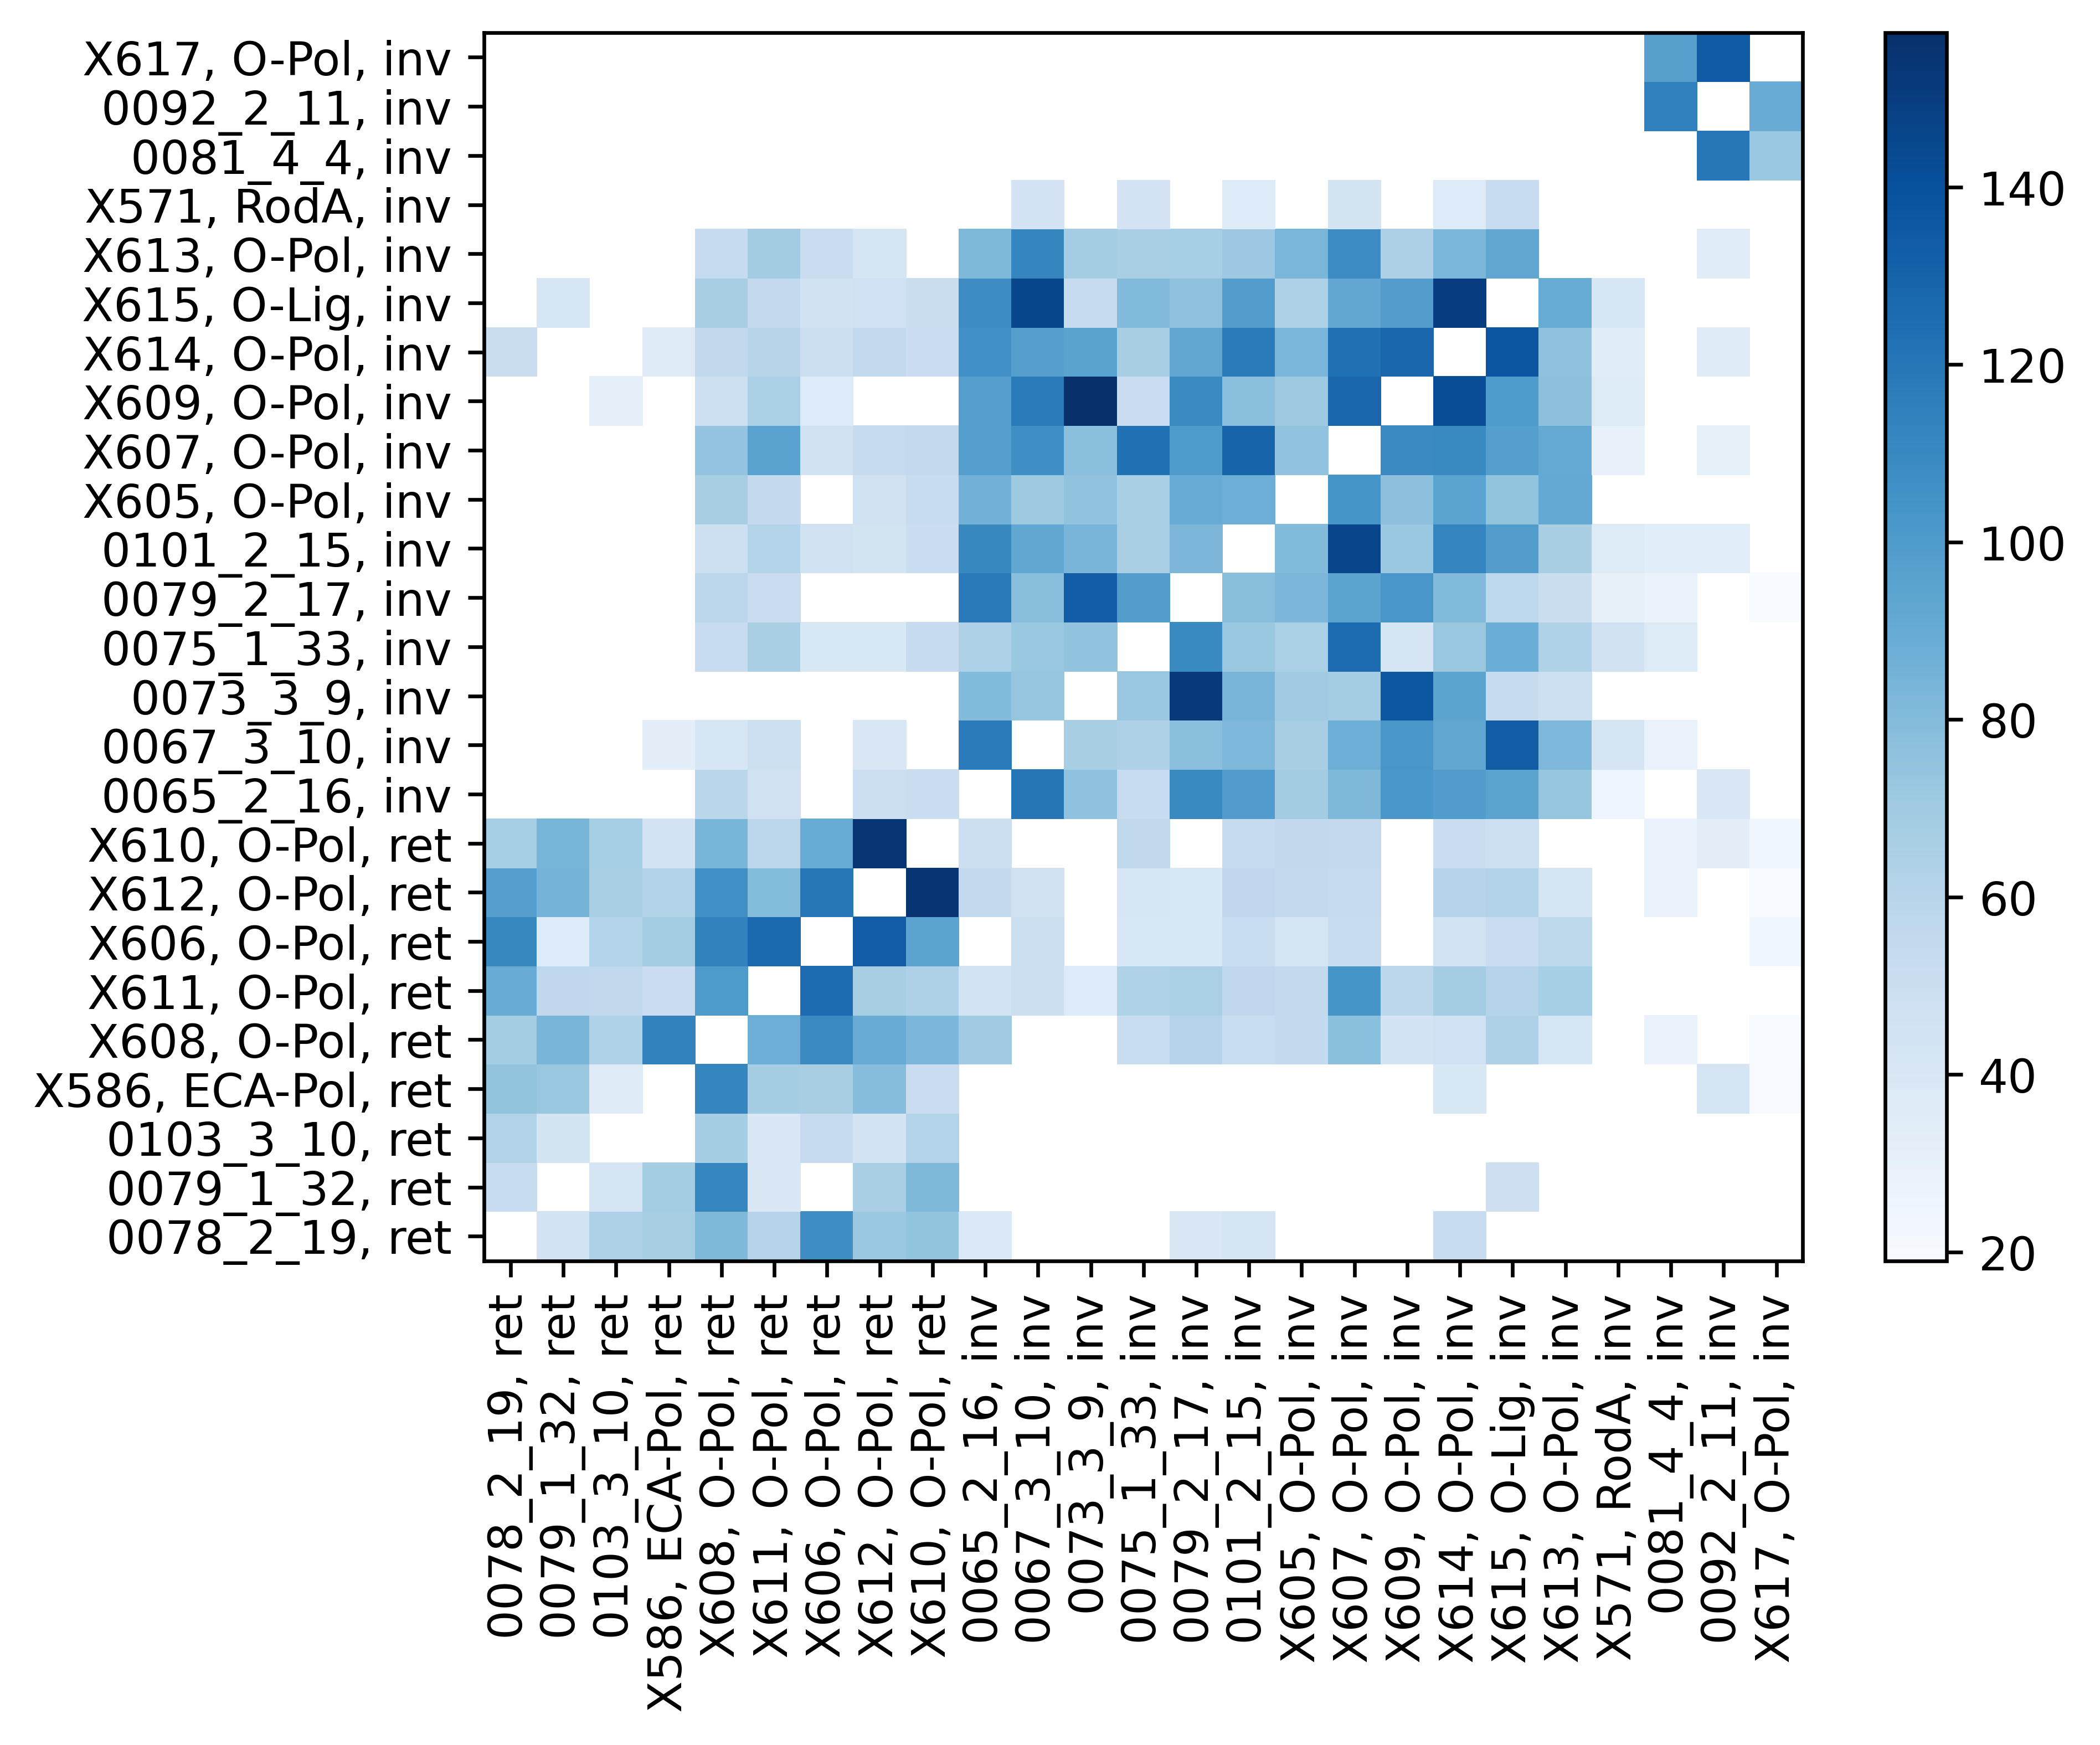 X617, O-Pol, inv
0092_2_11, inv
0081_4_4, inv
X571, RodA, inv
X613, O-Pol, inv
X615, O-Lig, inv
X614, O-Pol, inv
X609, O-Pol, inv
X607, O-Pol, inv
X605, O-Pol, inv
0101_2_15, inv
0079_2_17, inv
0075_1_33, inv
0073_3_9, inv
0067_3_10, inv
0065_2_16, inv
X610, O-Pol, ret
X612, O-Pol, ret
X606, O-Pol, ret
X611, O-Pol, ret
X608, O-Pol, ret
X586, ECA-Pol, ret
0103_3_10, ret
0079_1_32, ret
0078_2_19, ret
0078_2_19, ret
0079_1_32, ret
0103_3_10, ret
X586, ECA-Pol, ret
X608, O-Pol, ret
X611, O-Pol, ret
X606, O-Pol, ret
X612, O-Pol, ret
X610, O-Pol, ret
0065_2_16, inv
0067_3_10, inv
0073_3_9, inv
0075_1_33, inv
0079_2_17, inv
0101_2_15, inv
X605, O-Pol, inv
X607, O-Pol, inv
X609, O-Pol, inv
X614, O-Pol, inv
X615, O-Lig, inv
X613, O-Pol, inv
X571, RodA, inv
0081_4_4, inv
0092_2_11, inv
X617, O-Pol, inv
140
120
100
80
60
40
20